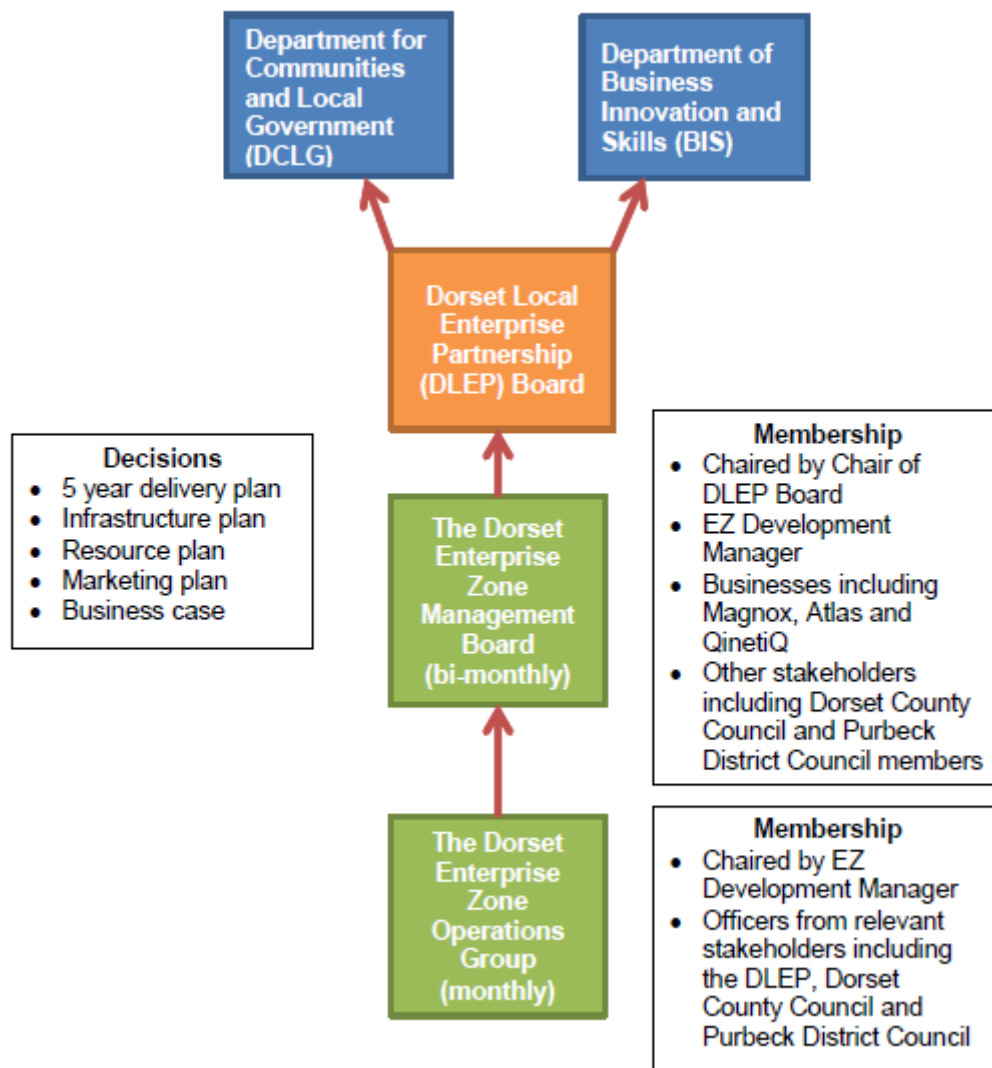 Department for
Communities
and Local
Government
(DCLG)
Department of
Business
Innovation and
Skills (BIS)
Dorset Local
Enterprise
Partnership
(DLEP) Board
Decisions
• 5 year delivery plan
• Infrastructure plan
• Resource plan
• Marketing plan
• Business case
The Dorset
Enterprise
Zone
Management
Board
(bi-monthly)
Membership
• Chaired by Chair of
DLEP Board
• EZ Development
Manager
• Businesses including
Magnox, Atlas and
QinetiQ
• Other stakeholders
including Dorset County
Council and Purbeck
District Council members
The Dorset
Enterprise
Zone
Operations
Group
(monthly)
Membership
• Chaired by EZ
Development Manager
• Officers from relevant
stakeholders including
the DLEP, Dorset
County Council and
Purbeck District Council